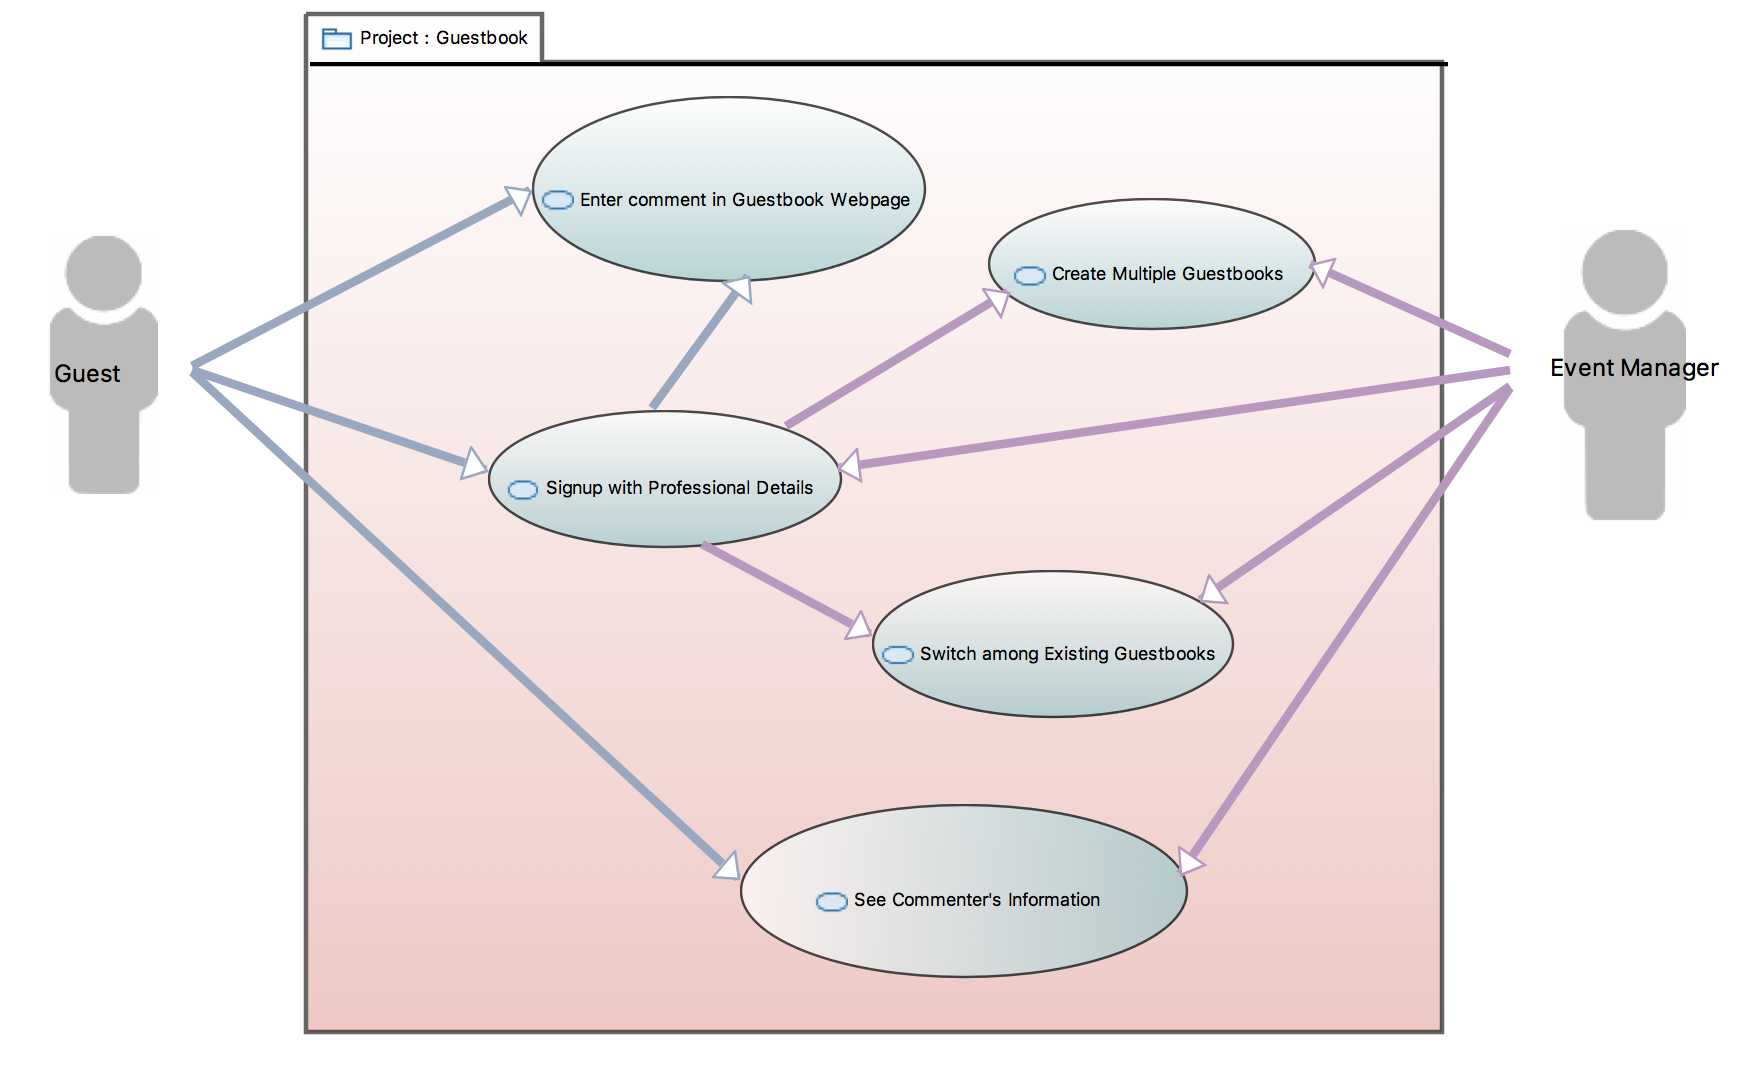 Project : Guestbook
Enter comment in Guestbook Webpage
Create Multiple Guestbooks
Guest
Event Manager
Signup with Professional Details
Switch among Existing Guestbooks
See Commenter's Information